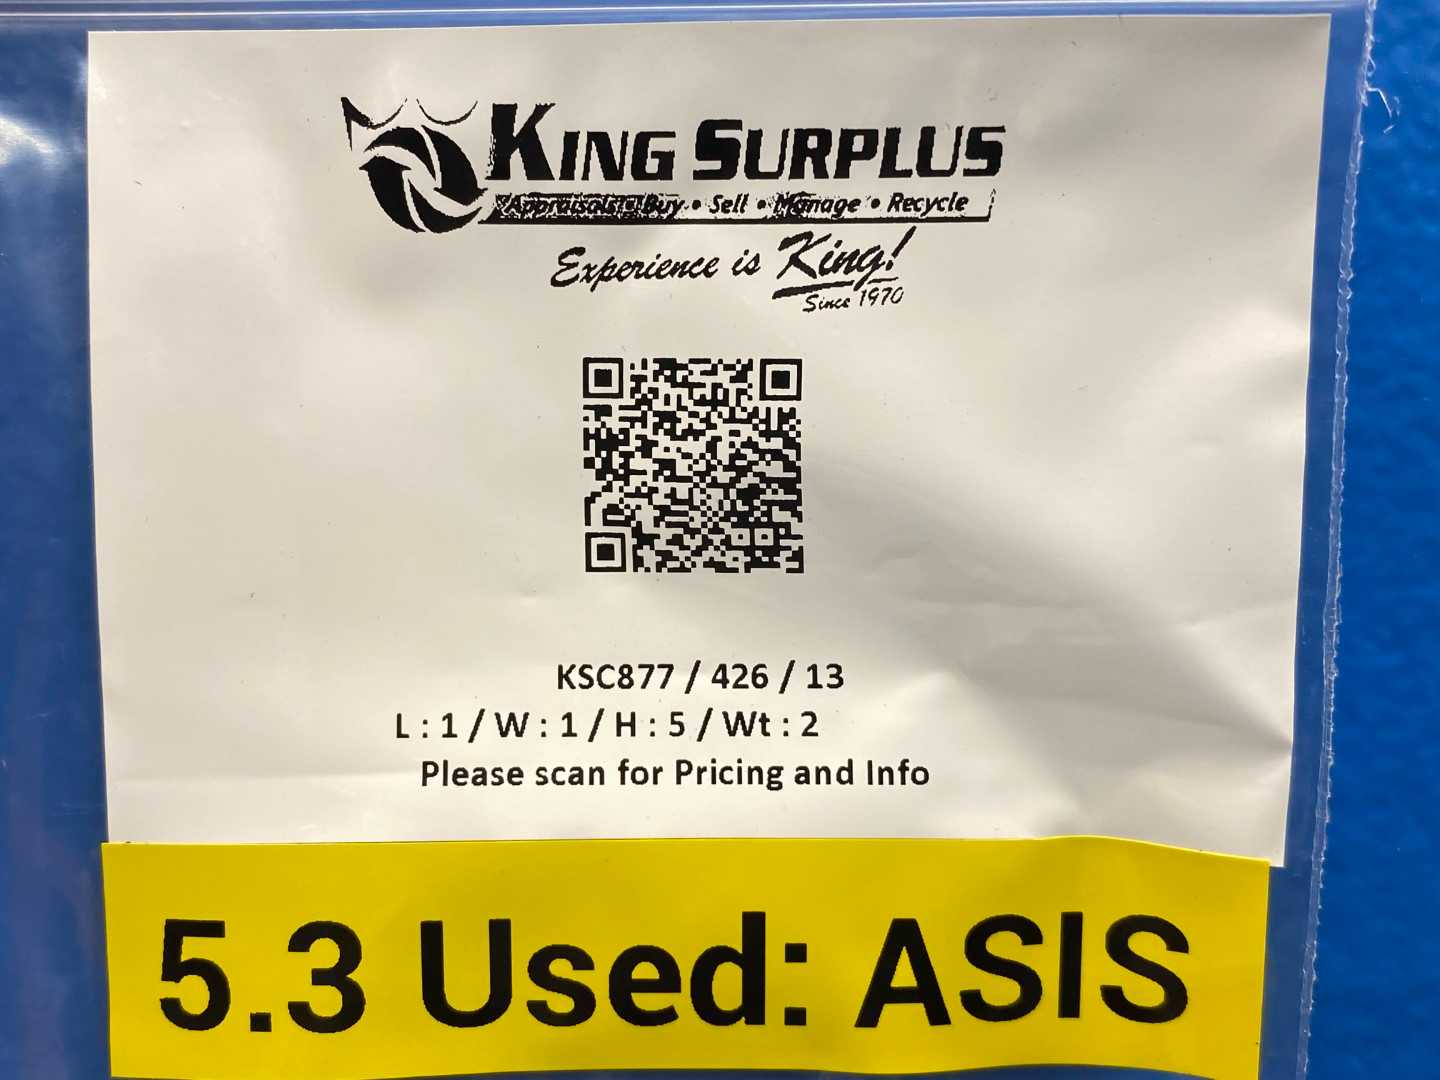 KING SURPLUS
Appraisals • Buy • Sell • Manage • Recycle
Experience is King!
Since 1970
KSC877 / 426 / 13
L : 1 / W : 1 / H : 5 / Wt : 2
Please scan for Pricing and Info
5.3 Used: ASIS